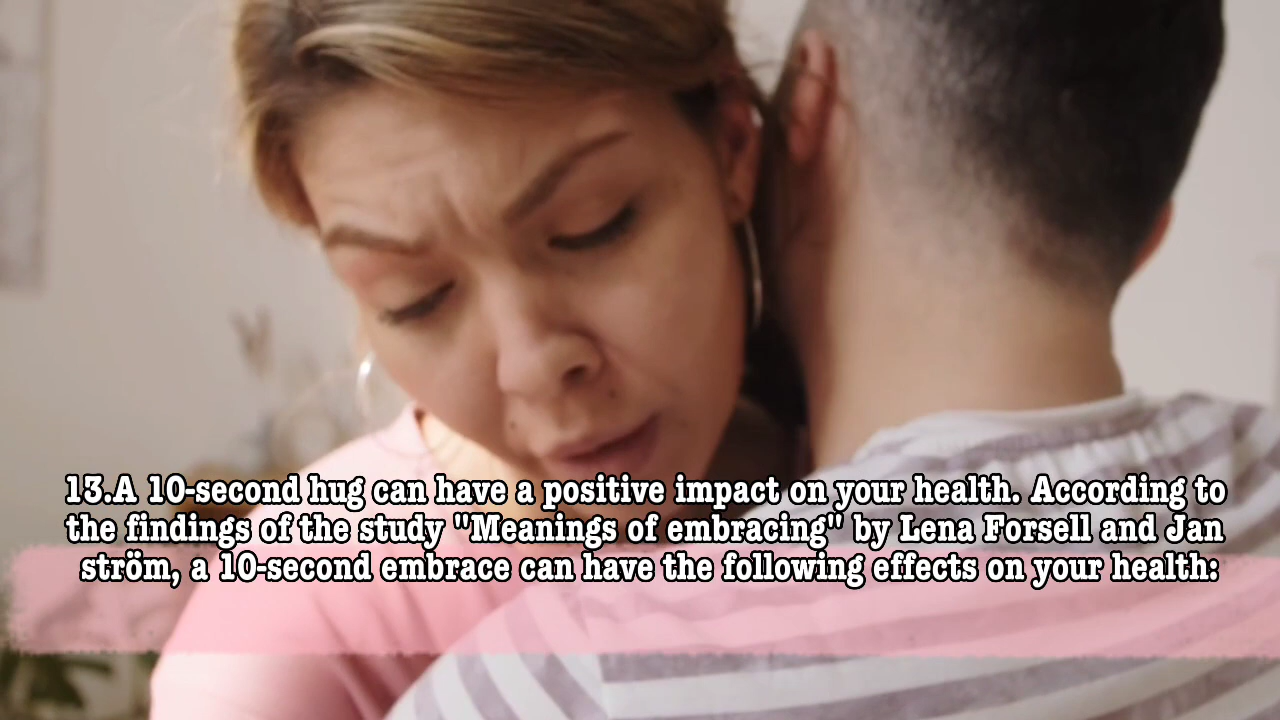 13.A 10-second hug can have a positive impact on your health. According to
the findings of the study "Meanings of embracing" by Lena Forsell and Jan
ström, a 10-second embrace can have the following effects on your health: